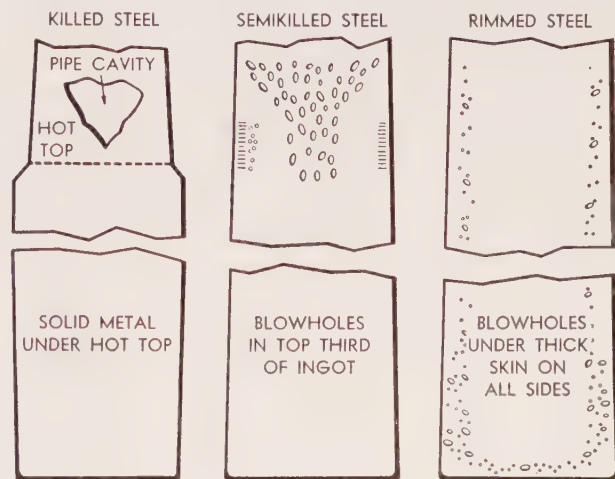 KILLED STEEL
PIPE CAVITY
HOT
TOP
SOLID METAL
UNDER HOT TOP
SEMIKILLED STEEL
BLOWHOLES
IN TOP THIRD
OF INGOT
RIMMED STEEL
BLOWHOLES
UNDER THICK
SKIN ON
ALL SIDES